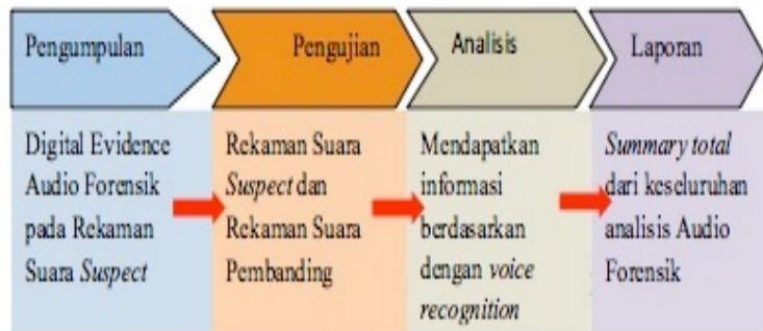 Pengumpulan
Digital Evidence
Audio Forensik
pada Rekaman
Suara Suspect
Pengujian
Rekaman Suara
Suspect dan
Rekaman Suara
Pembanding
Analisis
Mendapatkan
informasi
berdasarkan
dengan voice
recognition
Laporan
Summary total
dari keseluruhan
analisis Audio
Forensik